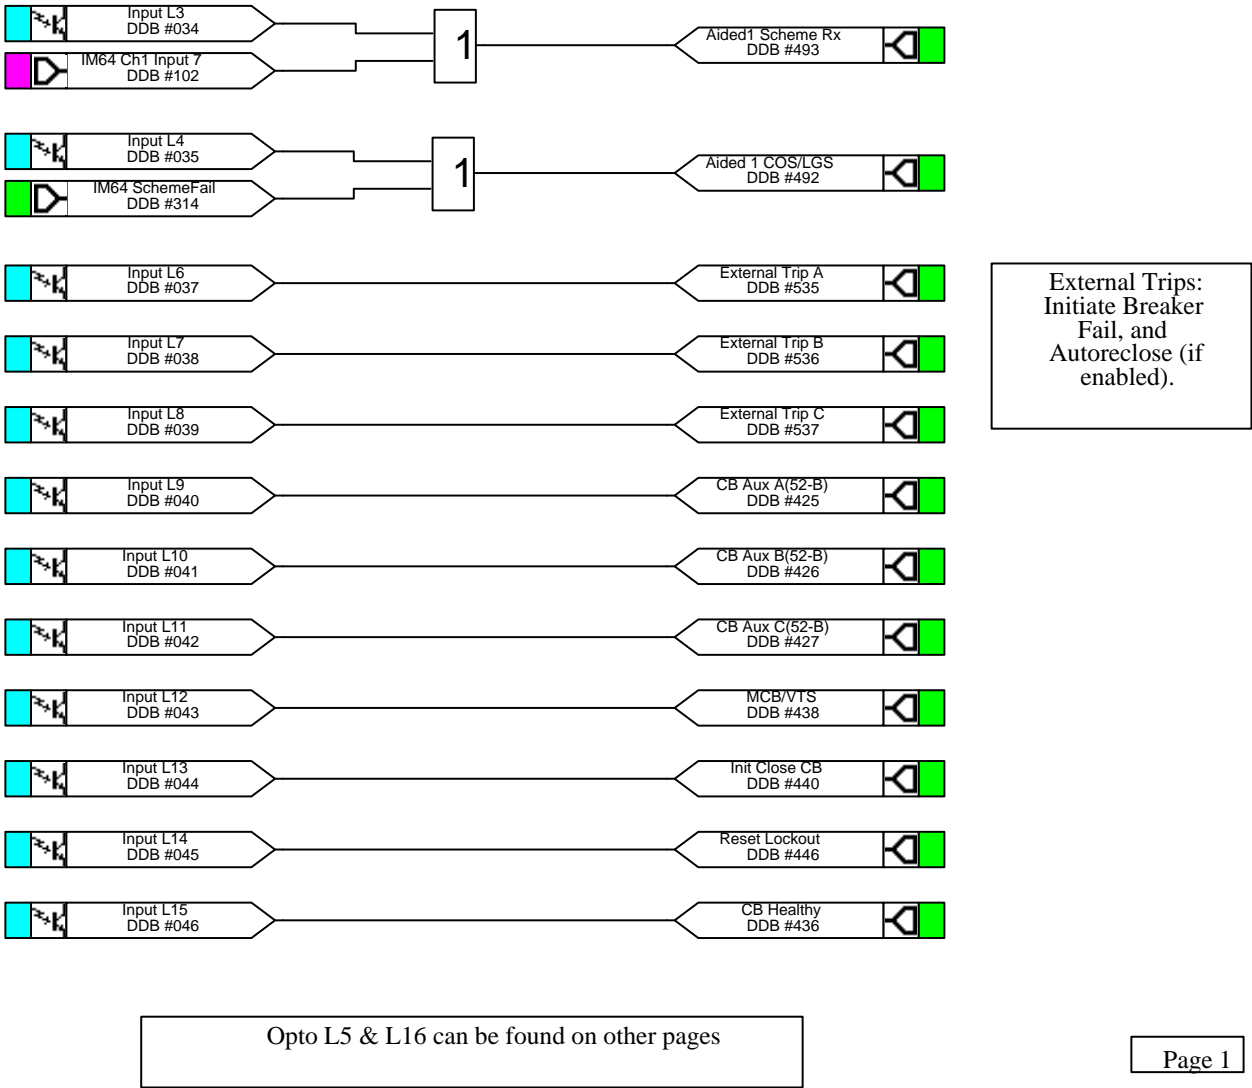 Input L3
DDB #034
IM64 Ch1 Input 7
DDB #102
1
Aided1 Scheme Rx
DDB #493
Input L4
DDB #035
IM64 SchemeFail
DDB #314
1
Aided 1 COS/LGS
DDB #492
Input L6
DDB #037
External Trip A
DDB #535
Input L7
DDB #038
External Trip B
DDB #536
Input L8
DDB #039
External Trip C
DDB #537
Input L9
DDB #040
CB Aux A(52-B)
DDB #425
Input L10
DDB #041
CB Aux B(52-B)
DDB #426
Input L11
DDB #042
CB Aux C(52-B)
DDB #427
Input L12
DDB #043
MCB/VTS
DDB #438
Input L13
DDB #044
Init Close CB
DDB #440
Input L14
DDB #045
Reset Lockout
DDB #446
Input L15
DDB #046
CB Healthy
DDB #436
External Trips:
Initiate Breaker
Fail, and
Autoreclose (if
enabled).
Opto L5 & L16 can be found on other pages
Page 1